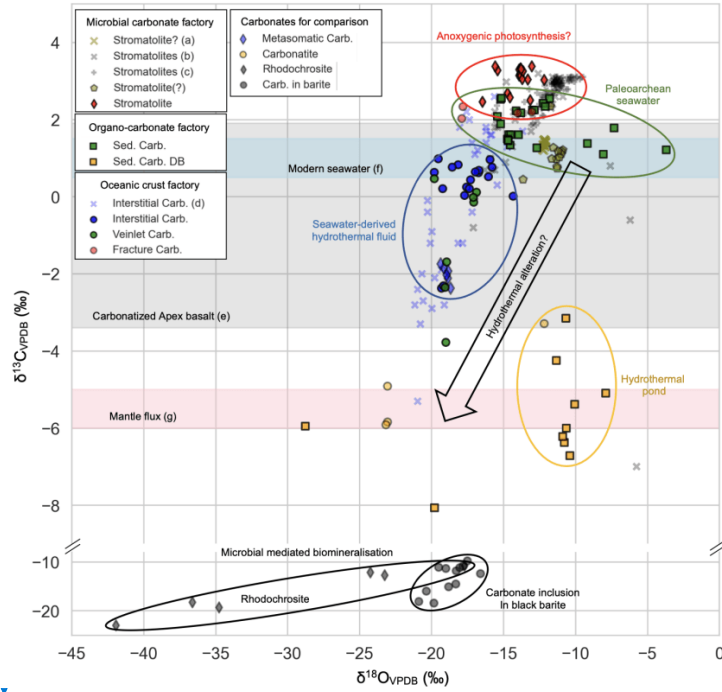 Microbial carbonate factory
Stromatolite? (a)
Stromatolites (b)
Stromatolites (c)
Stromatolite(?)
Stromatolite
Organo-carbonate factory
Sed. Carb.
Sed. Carb. DB
Oceanic crust factory
Interstitial Carb. (d)
Interstitial Carb.
Veinlet Carb.
Fracture Carb.
Carbonates for comparison
Metasomatic Carb.
Carbonatite
Rhodochrosite
Carb. in barite
Anoxygenic photosynthesis?
Paleoarchean
seawater
Modern seawater (f)
Seawater-derived
hydrothermal fluid
Hydrothermal alteration?
Carbonatized Apex basalt (e)
Hydrothermal
pond
Mantle flux (g)
Microbial mediated biomineralisation
Rhodochrosite
Carbonate inclusion
In black barite
4
2
0
−2
−4
−6
−8
−10
−20
δ13CVPDB (‰)
−45
−40
−35
−30
−25
−20
−15
−10
−5
0
δ18OVPDB (‰)